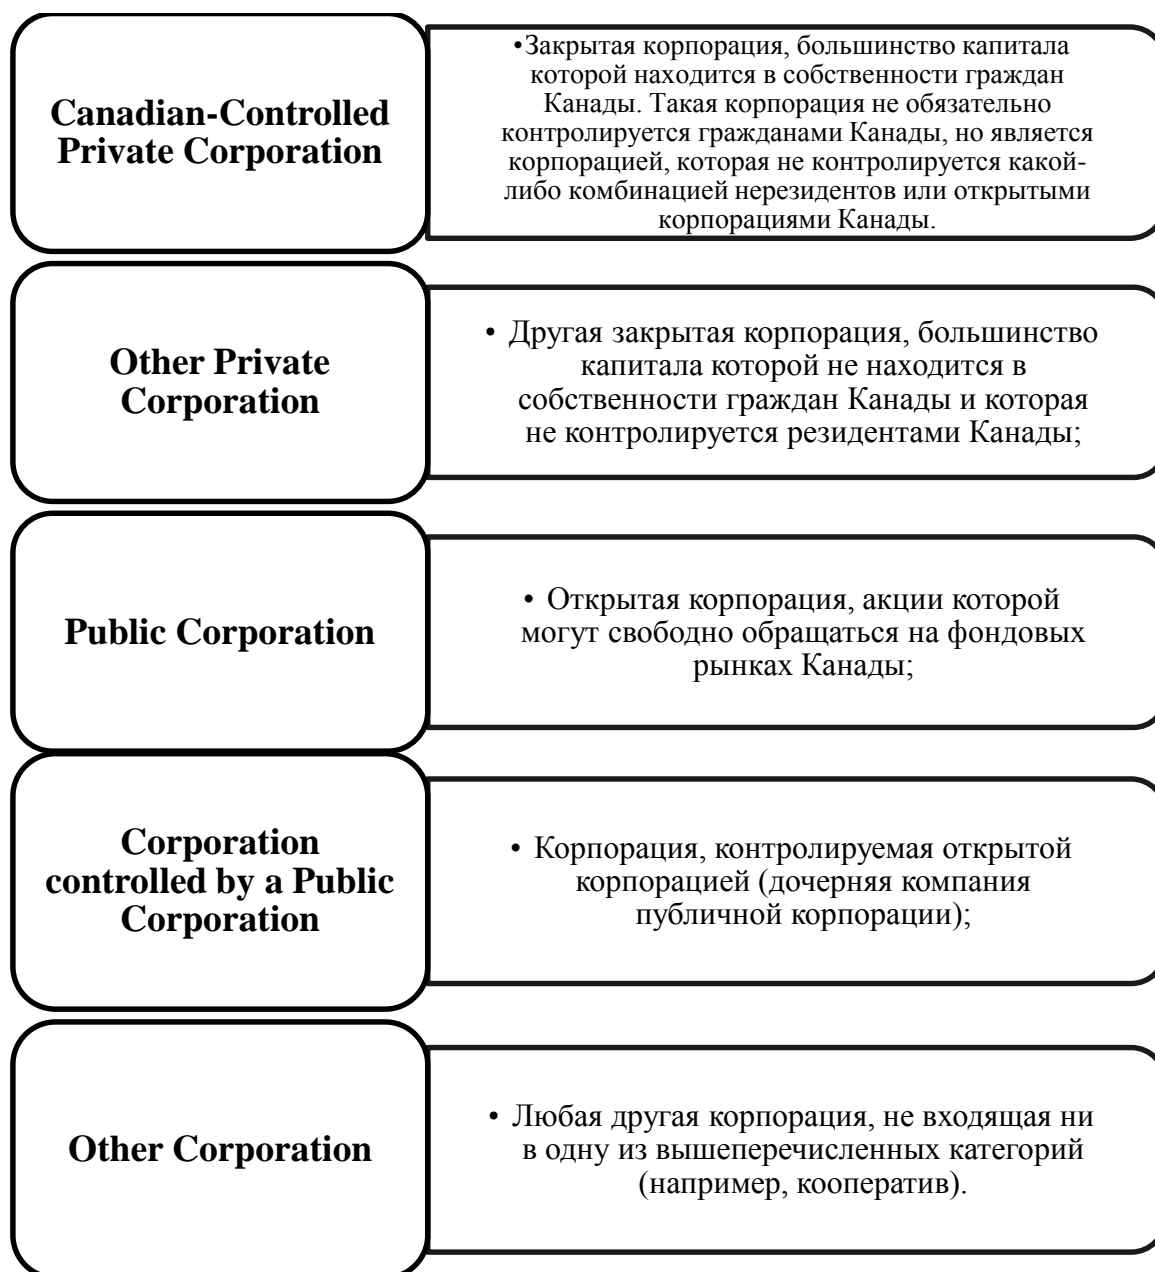 Canadian-Controlled
Private Corporation
•Закрытая корпорация, большинство капитала
которой находится в собственности граждан
Канады. Такая корпорация не обязательно
контролируется гражданами Канады, но является
корпорацией, которая не контролируется какой-
либо комбинацией нерезидентов или открытыми
корпорациями Канады.
Other Private
Corporation
• Другая закрытая корпорация, большинство
капитала которой не находится в
собственности граждан Канады и которая
не контролируется резидентами Канады;
Public Corporation
• Открытая корпорация, акции которой
могут свободно обращаться на фондовых
рынках Канады;
Corporation
controlled by a Public
Corporation
• Корпорация, контролируемая открытой
корпорацией (дочерняя компания
публичной корпорации);
Other Corporation
• Любая другая корпорация, не входящая ни
в одну из вышеперечисленных категорий
(например, кооператив).